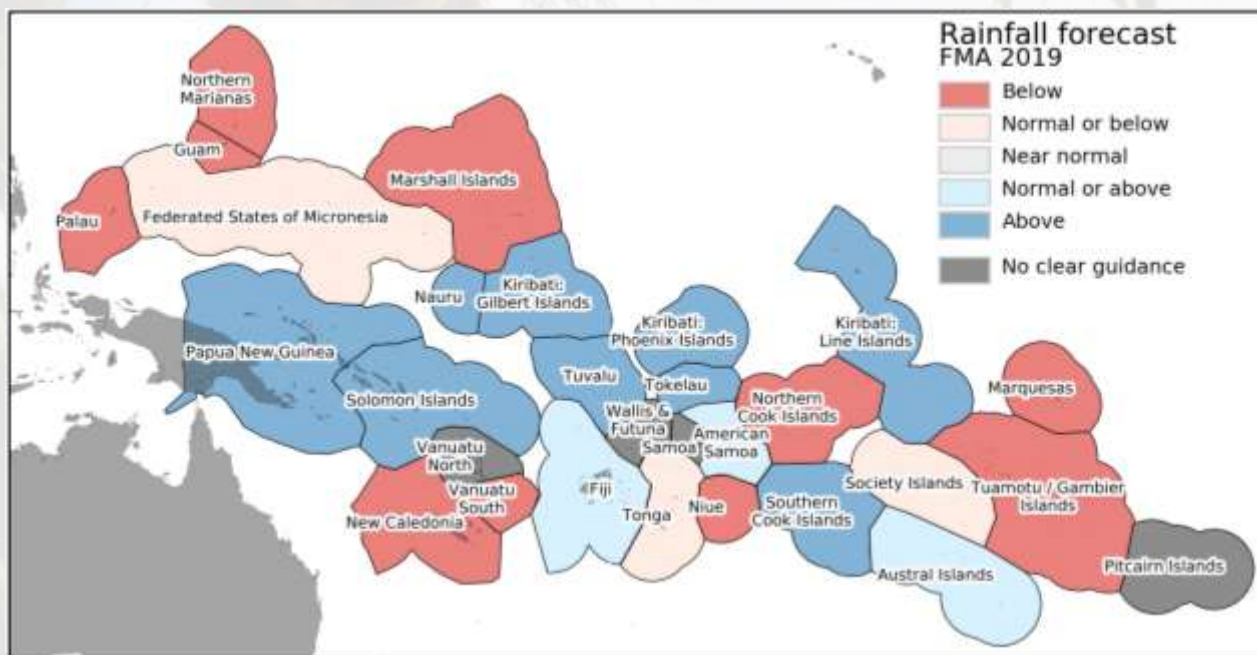 Rainfall forecast
FMA 2019
Below
Normal or below
Near normal
Normal or above
Above
No clear guidance
Northern
Marianas
Guam
Marshall Islands
Palau
Federated States of Micronesia
Nauru
Kiribati:
Gilbert Islands
Kiribati:
Phoenix Islands
Kiribati:
Line Islands
Papua New Guinea
Solomon Islands
Tuvalu
Tokelau
Marquesas
Northern
Cook Islands
Wallis &
Futuna
Samoa
American
Samoa
Vanuatu
North
Vanuatu
South
New Caledonia
Fiji
Tonga
Niue
Southern
Cook Islands
Society Islands
Tuamotu / Gambier
Islands
Austral Islands
Pitcairn Islands